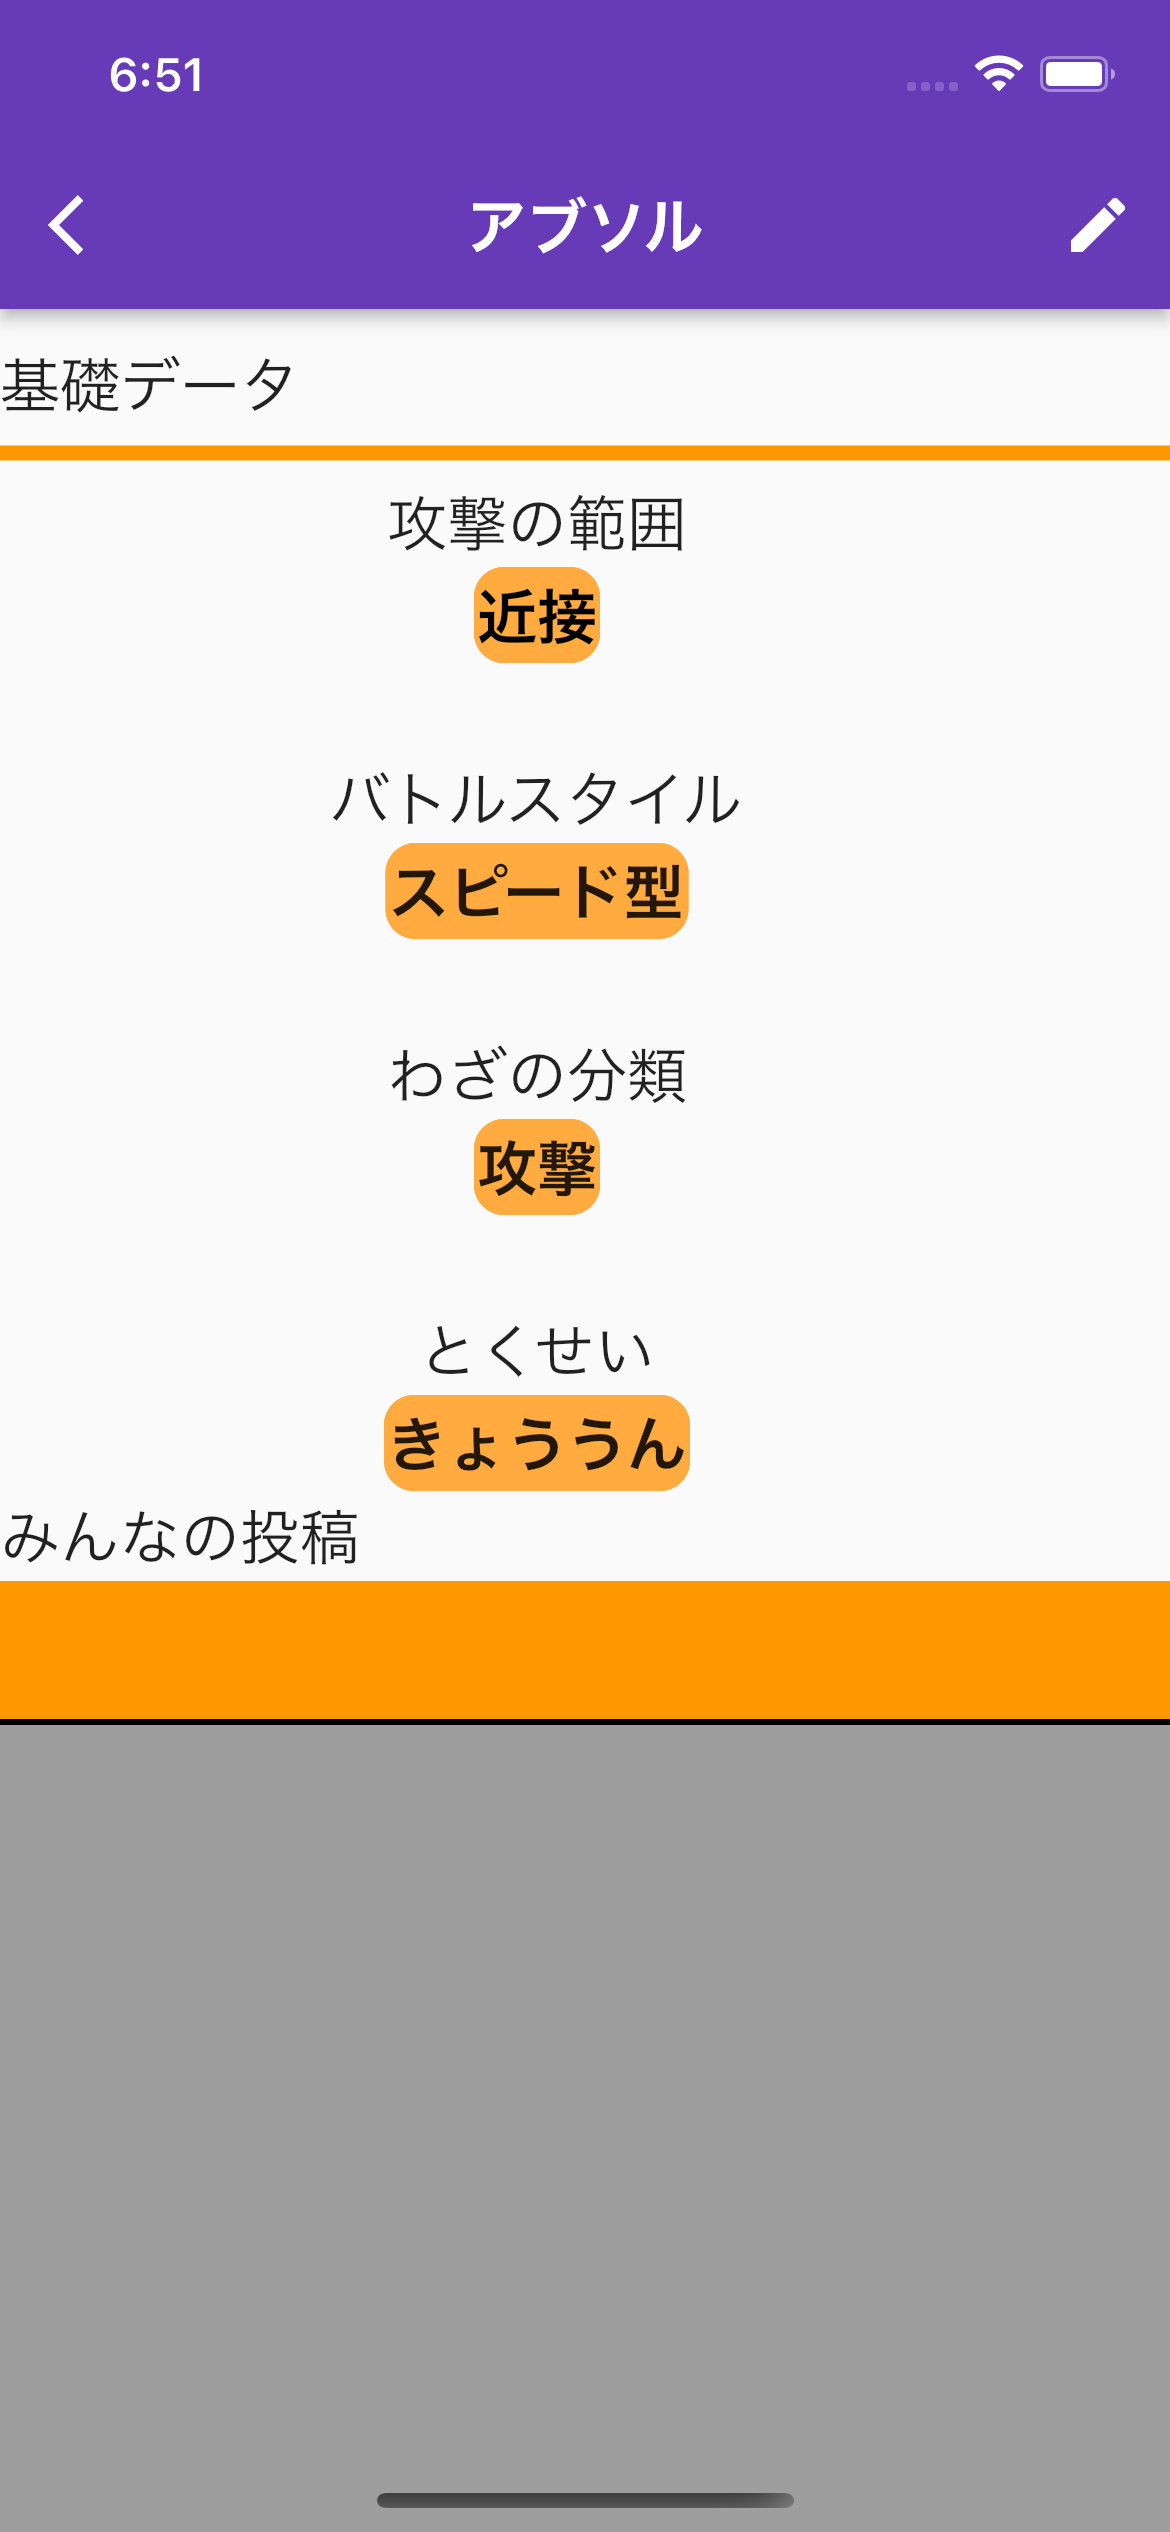 6:51
アブソル
基礎データ
攻撃の範囲
近接
バトルスタイル
スピード型
わざの分類
攻撃
とくせい
きょううん
みんなの投稿